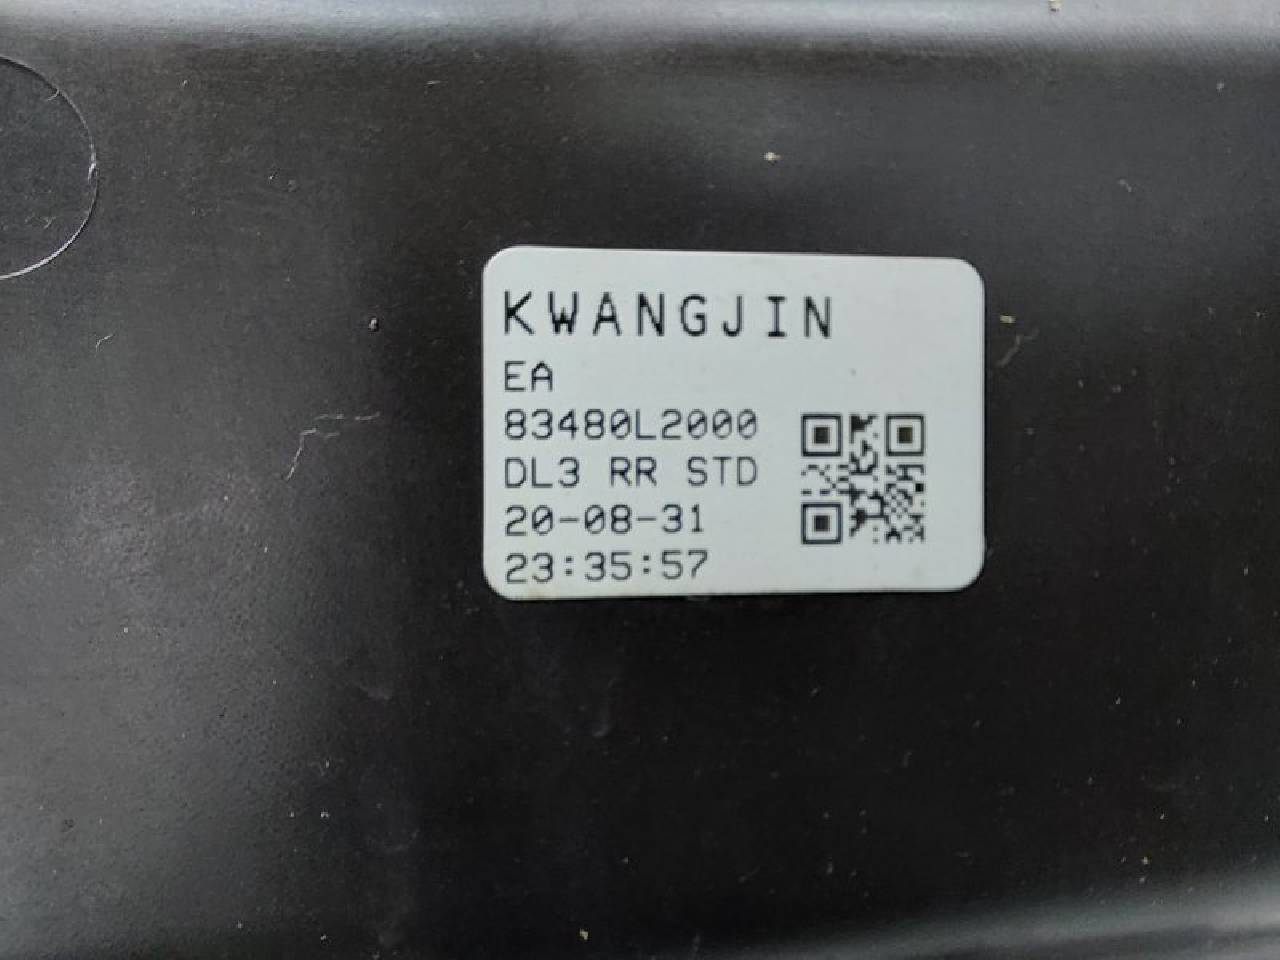 KWANGJIN
EA
83480L2000
DL3 RR STD
20-08-31
23:35:57